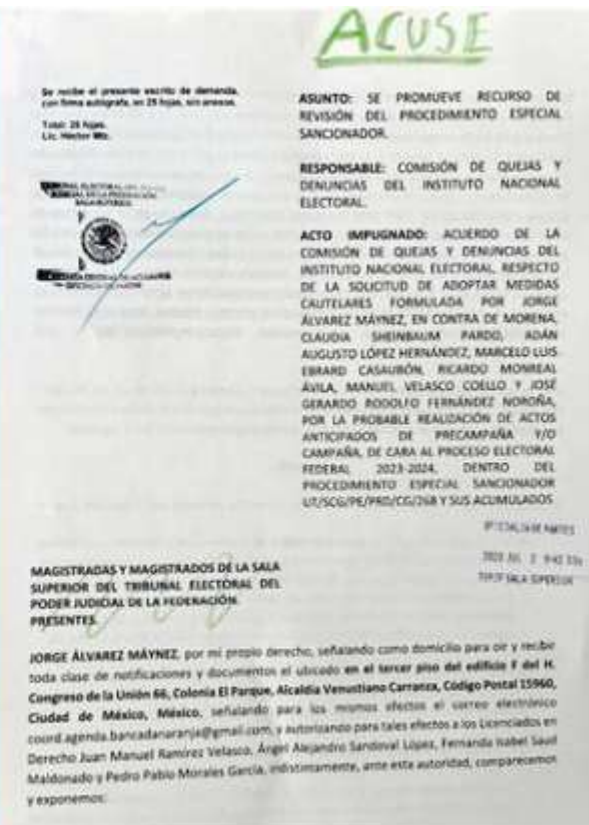 ACUSE
Se recibe el presente escrito de demanda,
con firma autógrafa, en 25 hojas, sin anexos.
Total: 25 hojas.
Lic. Héctor Mtz.
ASUNTO: SE PROMUEVE RECURSO DE
REVISIÓN DEL PROCEDIMIENTO ESPECIAL
SANCIONADOR.
RESPONSABLE: COMISIÓN DE QUEJAS Y
DENUNCIAS DEL INSTITUTO NACIONAL
ELECTORAL.
ACTO IMPUGNADO: ACUERDO DE LA
COMISIÓN DE QUEJAS Y DENUNCIAS DEL
INSTITUTO NACIONAL ELECTORAL, RESPECTO
DE LA SOLICITUD DE ADOPTAR MEDIDAS
CAUTELARES FORMULADA POR JORGE
ÁLVAREZ MÁYNEZ, EN CONTRA DE MORENA,
CLAUDIA SHEINBAUM PARDO, ADÁN
AUGUSTO LÓPEZ HERNÁNDEZ, MARCELO LUIS
EBRARD CASAUBÓN, RICARDO MONREAL
ÁVILA, MANUEL VELASCO COELLO Y JOSÉ
GERARDO RODOLFO FERNÁNDEZ NOROÑA,
POR LA PROBABLE REALIZACIÓN DE ACTOS
ANTICIPADOS DE PRECAMPAÑA Y/O
CAMPAÑA, DE CARA AL PROCESO ELECTORAL
FEDERAL 2023-2024, DENTRO DEL
PROCEDIMIENTO ESPECIAL SANCIONADOR
UT/SCG/PE/PRD/CG/268 Y SUS ACUMULADOS
TEPJF SALA SUPERIOR
MAGISTRADAS Y MAGISTRADOS DE LA SALA
SUPERIOR DEL TRIBUNAL ELECTORAL DEL
PODER JUDICIAL DE LA FEDERACIÓN.
PRESENTES.
JORGE ÁLVAREZ MÁYNEZ, por mi propio derecho, señalando como domicilio para oír y recibir
toda clase de notificaciones y documentos el ubicado en el tercer piso del edificio F del H.
Congreso de la Unión 66, Colonia El Parque, Alcaldía Venustiano Carranza, Código Postal 15960,
Ciudad de México, México, señalando para los mismos efectos el correo electrónico
coord.agenda.bancadanaranja@gmail.com, y autorizando para tales efectos a los Licenciados en
Derecho Juan Manuel Ramírez Velasco, Ángel Alejandro Sandoval López, Fernanda Isabel Saud
Maldonado y Pedro Pablo Morales García, indistintamente, ante esta autoridad, comparecemos
y exponemos: